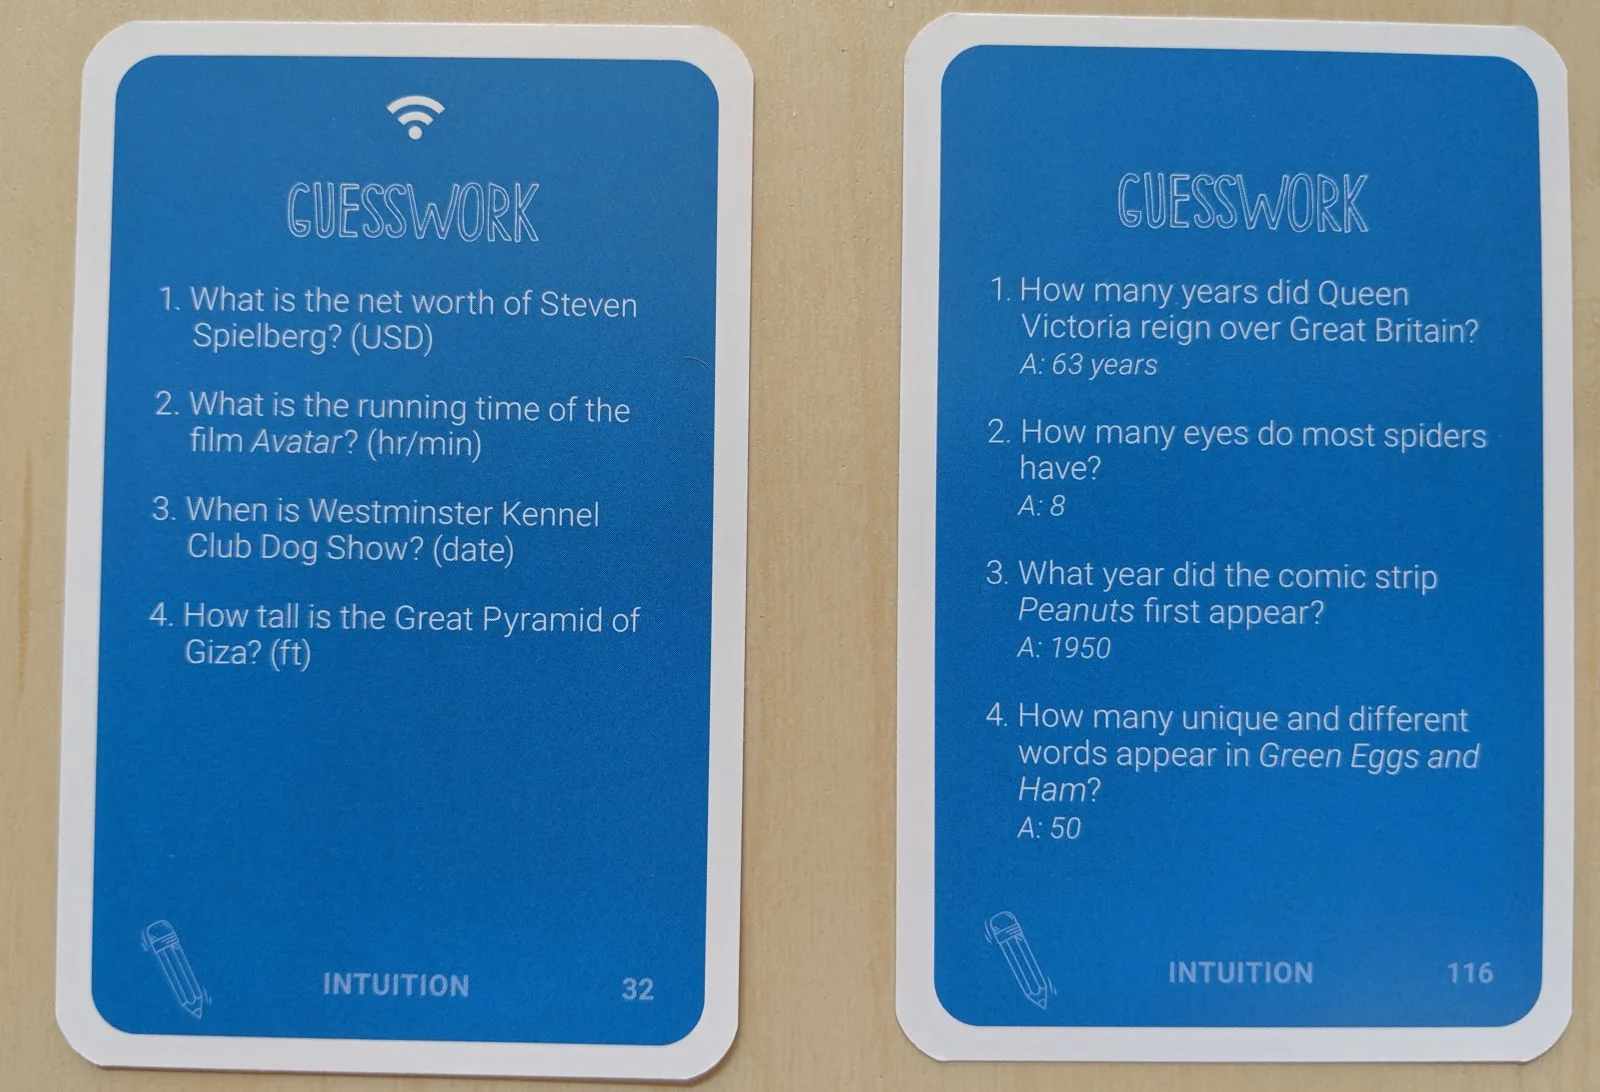 GUESSWORK
1. What is the net worth of Steven
Spielberg? (USD)
2. What is the running time of the
film Avatar? (hr/min)
3. When is Westminster Kennel
Club Dog Show? (date)
4. How tall is the Great Pyramid of
Giza? (ft)
INTUITION
32
GUESSWORK
1. How many years did Queen
Victoria reign over Great Britain?
A: 63 years
2. How many eyes do most spiders
have?
A: 8
3. What year did the comic strip
Peanuts first appear?
A: 1950
4. How many unique and different
words appear in Green Eggs and
Ham?
A: 50
INTUITION
116